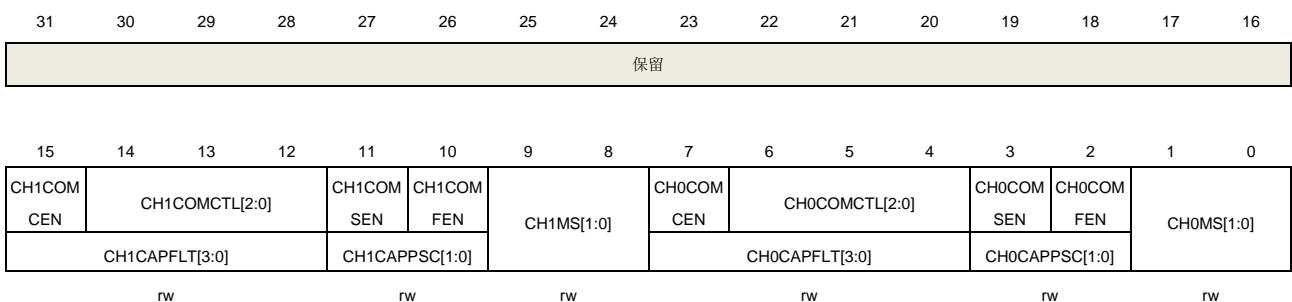 31 30 29 28 27 26 25 24 23 22 21 20 19 18 17 16
保留
15 14 13 12 11 10 9 8 7 6 5 4 3 2 1 0
CH1COM CEN CH1COMCTL[2:0] CH1COM SEN CH1COM FEN CH1MS[1:0] CH0COM CEN CH0COMCTL[2:0] CH0COM SEN CH0COM FEN CH0MS[1:0]
CH1CAPFLT[3:0] CH1CAPPSC[1:0] CH0CAPFLT[3:0] CH0CAPPSC[1:0]
rw rw rw rw rw rw